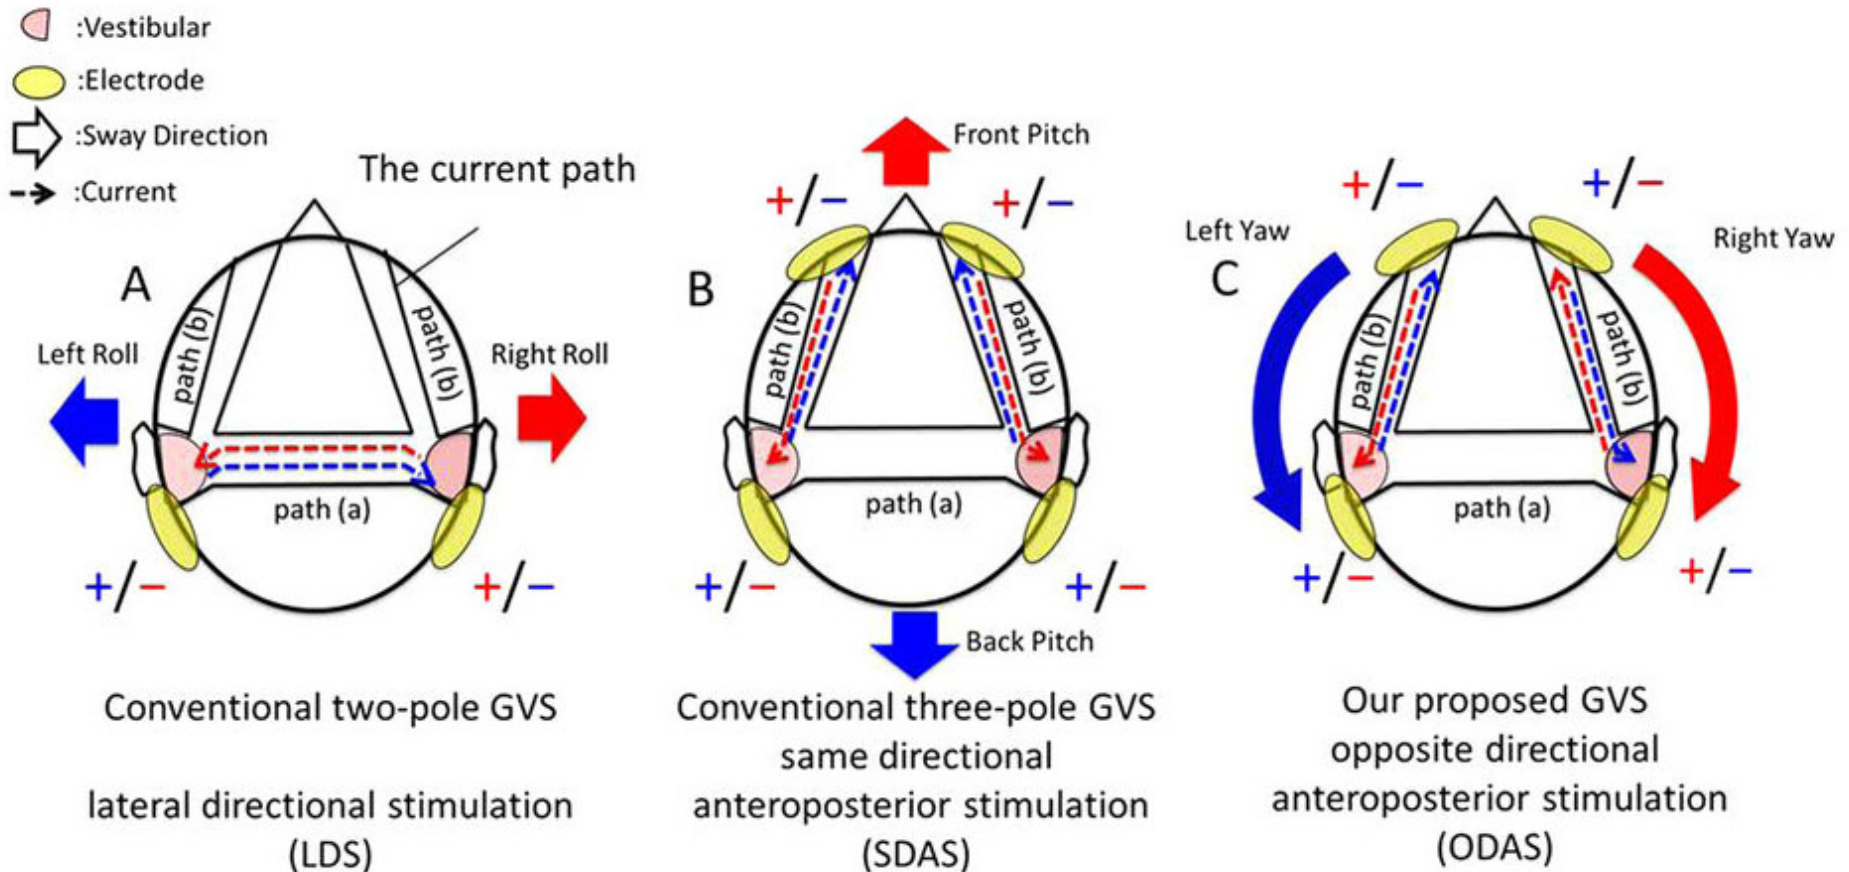 :Vestibular
:Electrode
:Sway Direction
:Current
The current path
A
Left Roll
Right Roll
path (b)
path (b)
path (a)
+/−
+/−
Conventional two-pole GVS
lateral directional stimulation
(LDS)
B
Front Pitch
+/−
+/−
path (b)
path (b)
path (a)
+/−
+/−
Back Pitch
Conventional three-pole GVS
same directional
anteroposterior stimulation
(SDAS)
C
+/−
+/−
Left Yaw
Right Yaw
path (b)
path (b)
path (a)
+/−
+/−
Our proposed GVS
opposite directional
anteroposterior stimulation
(ODAS)